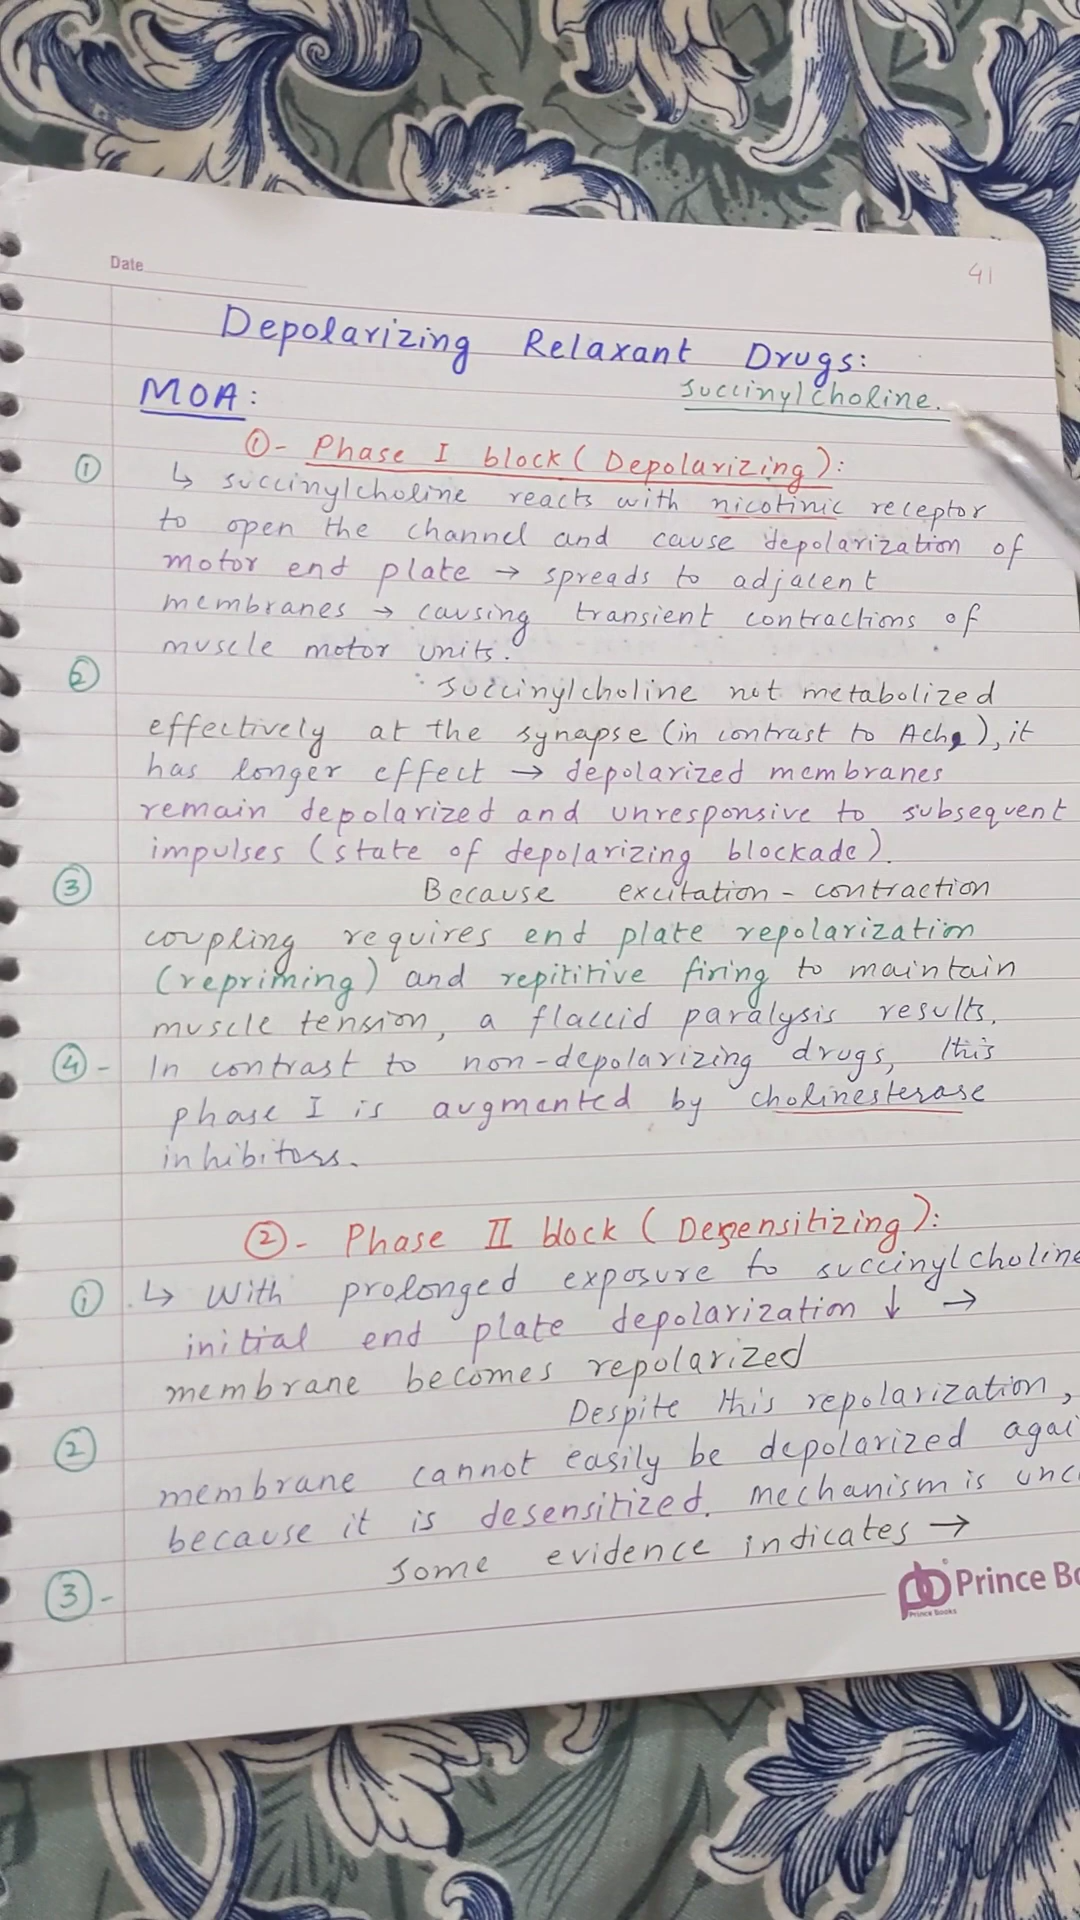 Date
41
Depolarizing Relaxant Drugs:
MOA:
Succinylcholine.
①- Phase I block (Depolarizing):
① ↳ succinylcholine reacts with nicotinic receptor
to open the channel and cause depolarization of
motor end plate → spreads to adjacent
membranes → causing transient contractions of
muscle motor units.
② Succinylcholine not metabolized
effectively at the synapse (in contrast to Ach), it
has longer effect → depolarized membranes
remain depolarized and unresponsive to subsequent
impulses (state of depolarizing blockade).
③ Because excitation - contraction
coupling requires end plate repolarization
(repriming) and repititive firing to maintain
muscle tension, a flaccid paralysis results.
④- In contrast to non-depolarizing drugs, this
phase I is augmented by cholinesterase
inhibitors.
②- Phase II block (Desensitizing):
① ↳ With prolonged exposure to succinylcholine
initial end plate depolarization ↓ →
membrane becomes repolarized
② Despite this repolarization,
membrane cannot easily be depolarized agai
because it is desensitized. mechanism is unc
③- Some evidence indicates →
Prince Bo
Prince Books